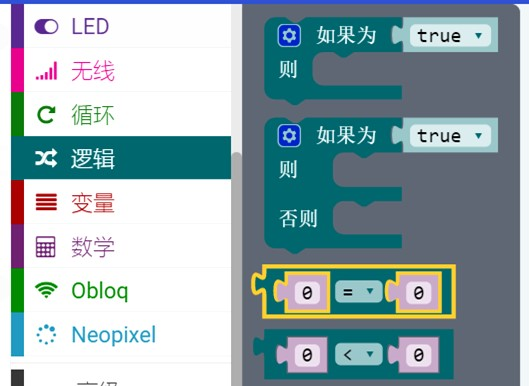 LED
无线
循环
逻辑
变量
数学
Obloq
Neopixel
如果为 true
则
如果为 true
则
否则
0 = 0
0 < 0